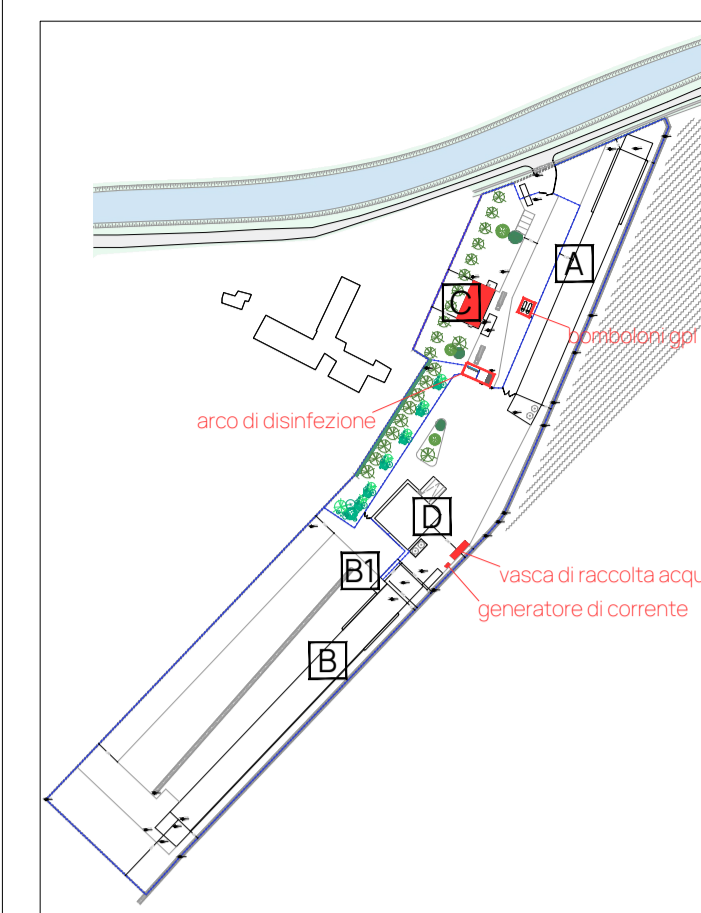 A
C
bomboloni gpl
arco di disinfezione
D
B1
vasca di raccolta acqu
generatore di corrente
B